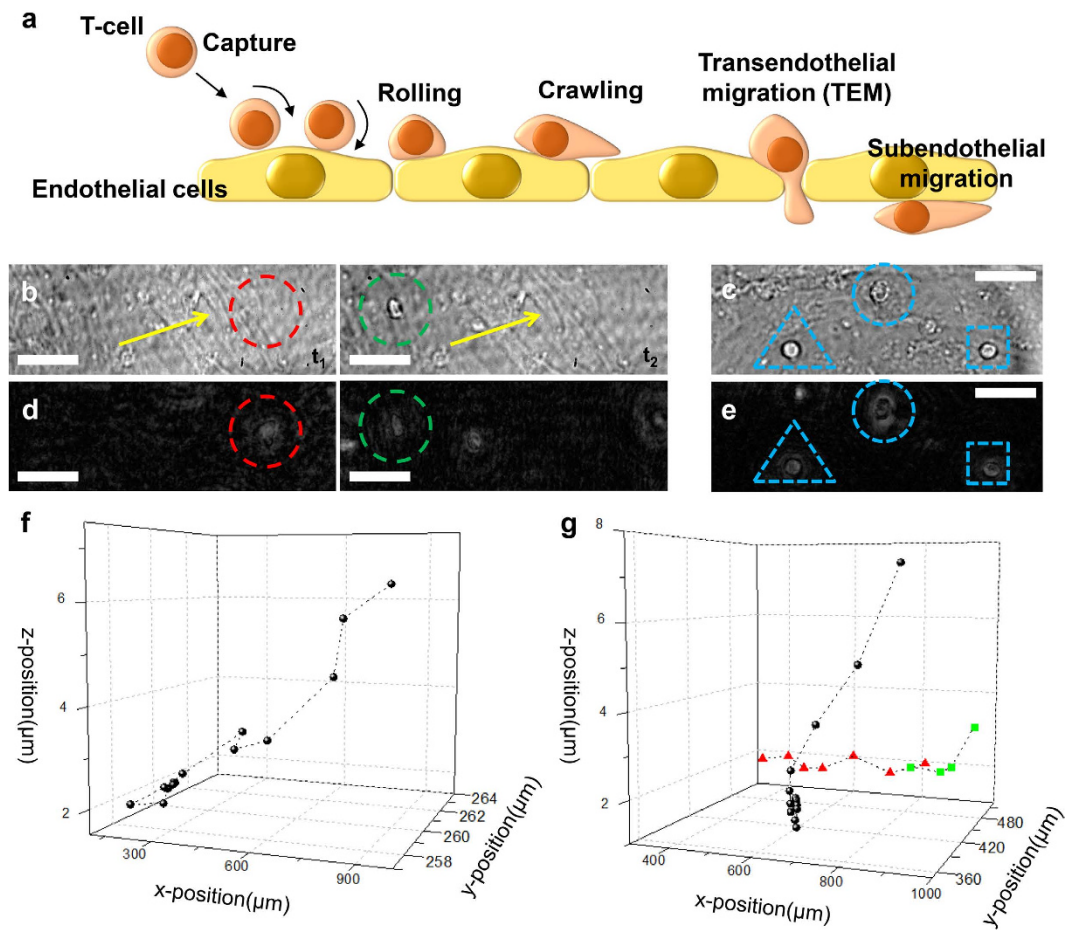 a
T-cell
Capture
Rolling
Crawling
Transendothelial
migration (TEM)
Endothelial cells
Subendothelial
migration
b
t1
t2
c
d
e
f
z-position(μm)
6
4
2
300
600
900
x-position(μm)
264
262
260
258
y-position(μm)
g
z-position(μm)
8
6
4
2
400
600
800
1000
x-position(μm)
480
420
360
y-position(μm)